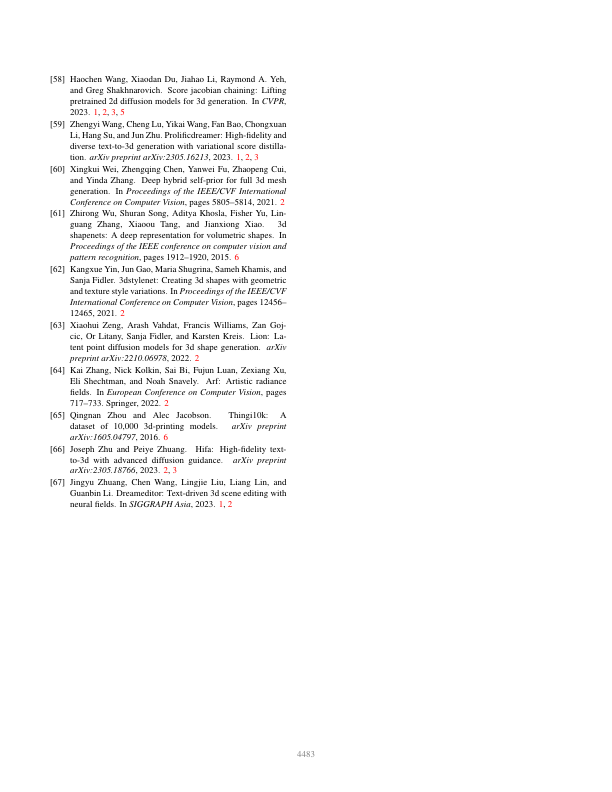 [58] Haochen Wang, Xiaodan Du, Jiahao Li, Raymond A. Yeh,
and Greg Shakhnarovich. Score jacobian chaining: Lifting
pretrained 2d diffusion models for 3d generation. In CVPR,
2023. 1, 2, 3, 5
[59] Zhengyi Wang, Cheng Lu, Yikai Wang, Fan Bao, Chongxuan
Li, Hang Su, and Jun Zhu. Prolificdreamer: High-fidelity and
diverse text-to-3d generation with variational score distilla-
tion. arXiv preprint arXiv:2305.16213, 2023. 1, 2, 3
[60] Xingkui Wei, Zhengqing Chen, Yanwei Fu, Zhaopeng Cui,
and Yinda Zhang. Deep hybrid self-prior for full 3d mesh
generation. In Proceedings of the IEEE/CVF International
Conference on Computer Vision, pages 5805–5814, 2021. 2
[61] Zhirong Wu, Shuran Song, Aditya Khosla, Fisher Yu, Lin-
guang Zhang, Xiaoou Tang, and Jianxiong Xiao. 3d
shapenets: A deep representation for volumetric shapes. In
Proceedings of the IEEE conference on computer vision and
pattern recognition, pages 1912–1920, 2015. 6
[62] Kangxue Yin, Jun Gao, Maria Shugrina, Sameh Khamis, and
Sanja Fidler. 3dstylenet: Creating 3d shapes with geometric
and texture style variations. In Proceedings of the IEEE/CVF
International Conference on Computer Vision, pages 12456–
12465, 2021. 2
[63] Xiaohui Zeng, Arash Vahdat, Francis Williams, Zan Goj-
cic, Or Litany, Sanja Fidler, and Karsten Kreis. Lion: La-
tent point diffusion models for 3d shape generation. arXiv
preprint arXiv:2210.06978, 2022. 2
[64] Kai Zhang, Nick Kolkin, Sai Bi, Fujun Luan, Zexiang Xu,
Eli Shechtman, and Noah Snavely. Arf: Artistic radiance
fields. In European Conference on Computer Vision, pages
717–733. Springer, 2022. 2
[65] Qingnan Zhou and Alec Jacobson. Thingi10k: A
dataset of 10,000 3d-printing models. arXiv preprint
arXiv:1605.04797, 2016. 6
[66] Joseph Zhu and Peiye Zhuang. Hifa: High-fidelity text-
to-3d with advanced diffusion guidance. arXiv preprint
arXiv:2305.18766, 2023. 2, 3
[67] Jingyu Zhuang, Chen Wang, Lingjie Liu, Liang Lin, and
Guanbin Li. Dreameditor: Text-driven 3d scene editing with
neural fields. In SIGGRAPH Asia, 2023. 1, 2
4483